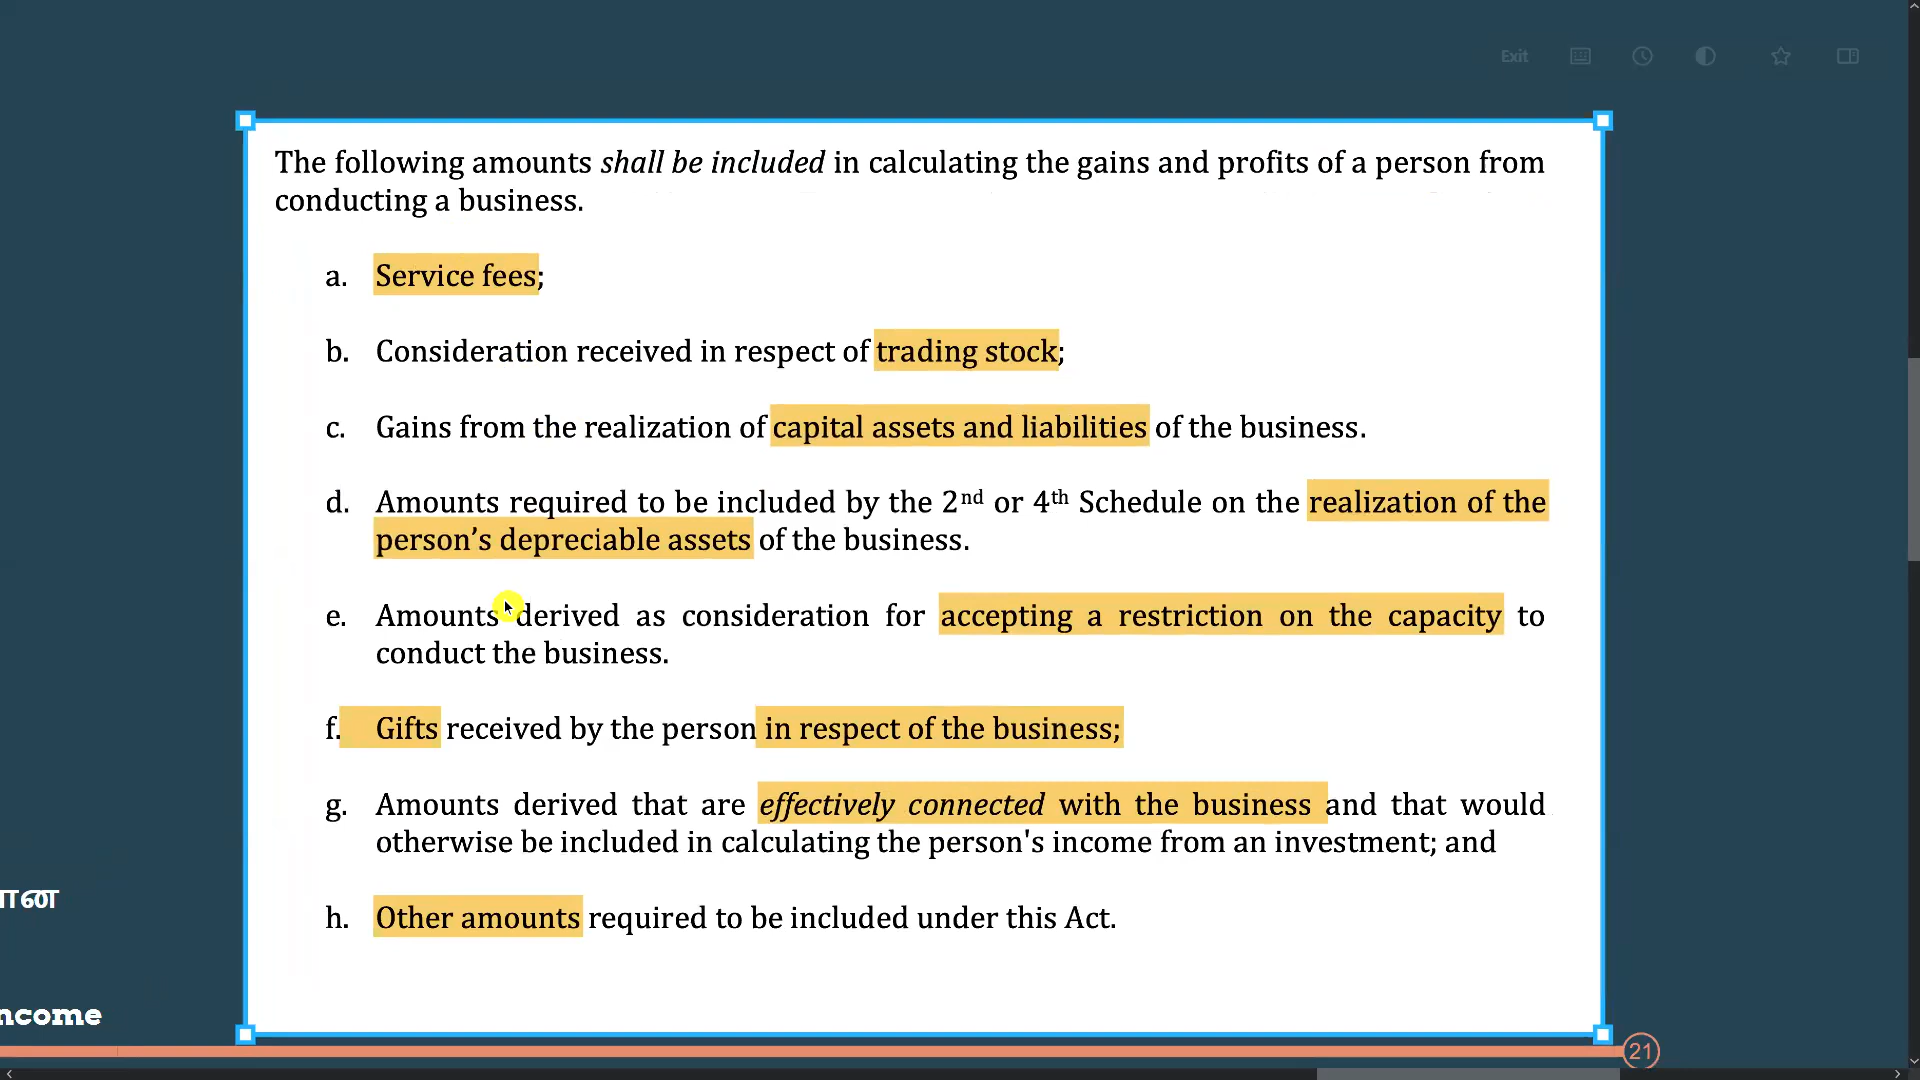 Exit
The following amounts shall be included in calculating the gains and profits of a person from
conducting a business.
a. Service fees;
b. Consideration received in respect of trading stock;
c. Gains from the realization of capital assets and liabilities of the business.
d. Amounts required to be included by the 2nd or 4th Schedule on the realization of the
person’s depreciable assets of the business.
e. Amounts derived as consideration for accepting a restriction on the capacity to
conduct the business.
f. Gifts received by the person in respect of the business;
g. Amounts derived that are effectively connected with the business and that would
otherwise be included in calculating the person's income from an investment; and
h. Other amounts required to be included under this Act.
21